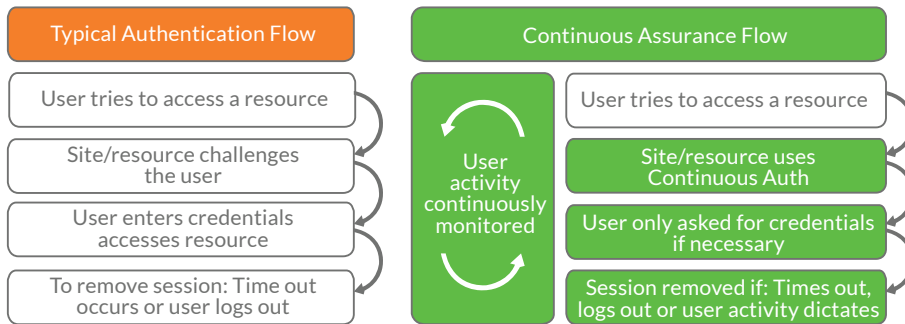 Typical Authentication Flow
User tries to access a resource
Site/resource challenges
the user
User enters credentials
accesses resource
To remove session: Time out
occurs or user logs out
Continuous Assurance Flow
User
activity
continuously
monitored
User tries to access a resource
Site/resource uses
Continuous Auth
User only asked for credentials
if necessary
Session removed if: Times out,
logs out or user activity dictates